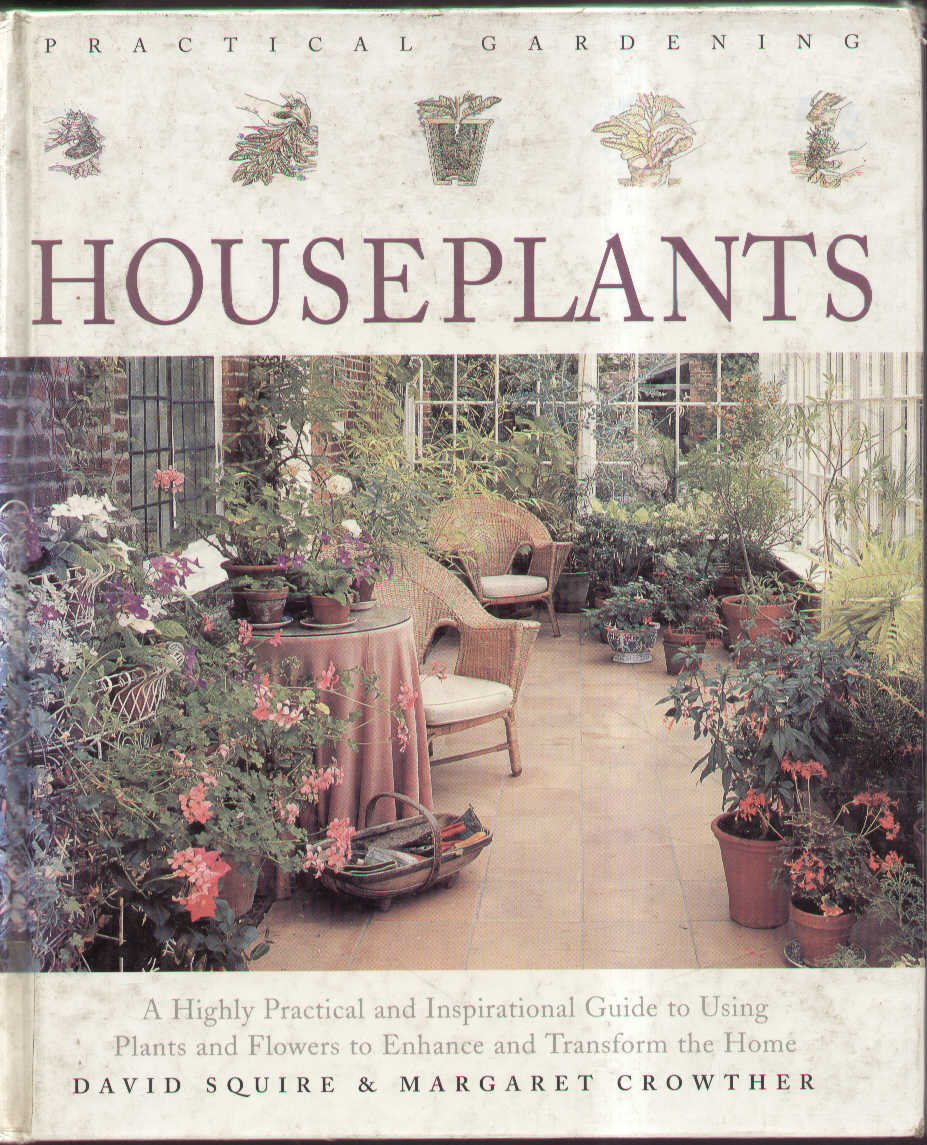 PRACTICAL GARDENING
HOUSEPLANTS
A Highly Practical and Inspirational Guide to Using
Plants and Flowers to Enhance and Transform the Home
DAVID SQUIRE & MARGARET CROWTHER